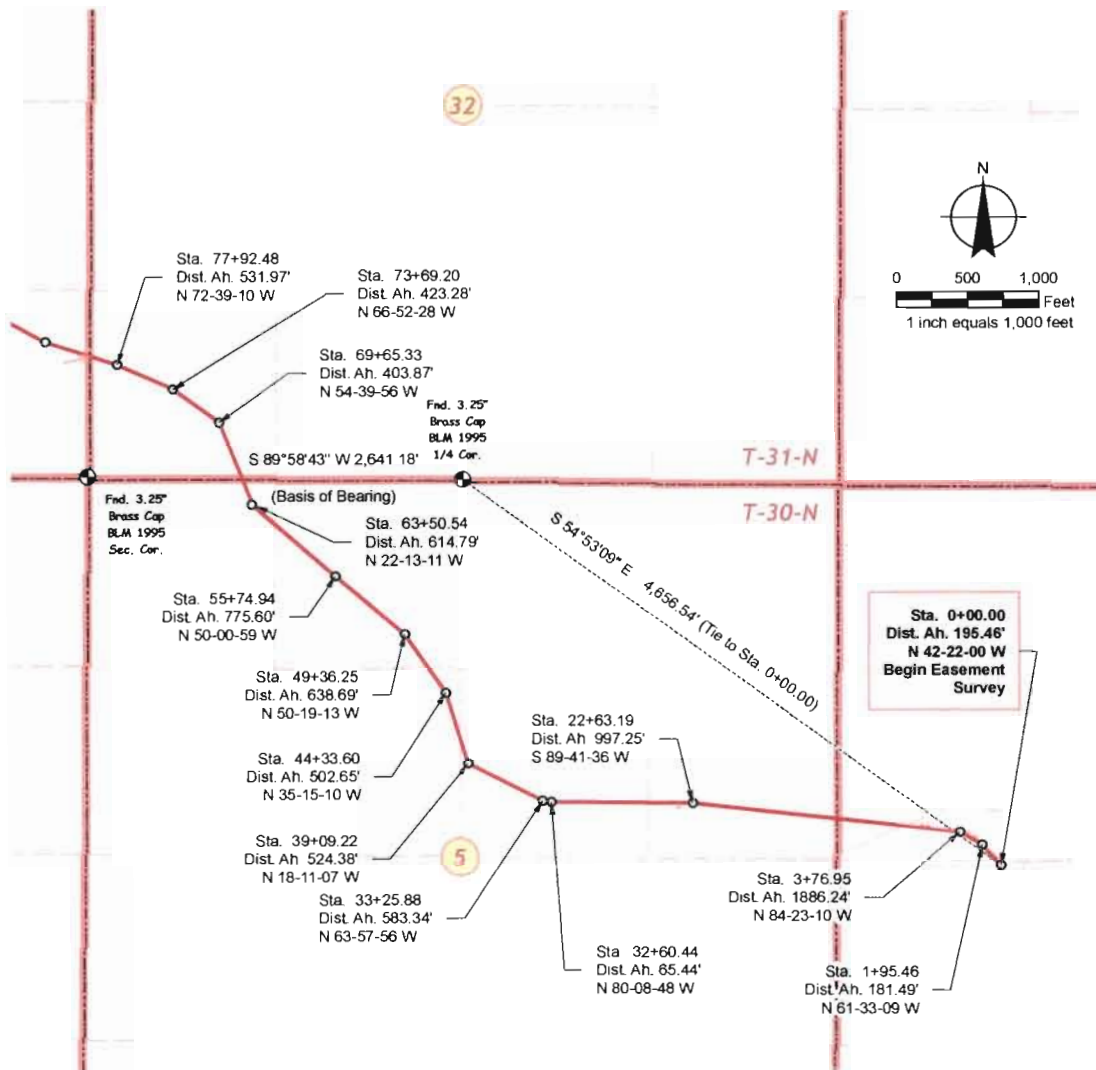 32
N
0 500 1,000
Feet
1 inch equals 1,000 feet
Sta. 77+92.48
Dist. Ah. 531.97'
N 72-39-10 W
Sta. 73+69.20
Dist. Ah. 423.28'
N 66-52-28 W
Sta. 69+65.33
Dist. Ah. 403.87'
N 54-39-56 W
Fnd. 3.25"
Brass Cap
BLM 1995
1/4 Cor.
S 89°58'43" W 2,641 18'
(Basis of Bearing)
T-31-N
T-30-N
Fnd. 3.25"
Brass Cap
BLM 1995
Sec. Cor.
Sta. 63+50.54
Dist. Ah. 614.79'
N 22-13-11 W
S 54°53'09" E 4,656.54' (Tie to Sta. 0+00.00)
Sta. 55+74.94
Dist. Ah. 775.60'
N 50-00-59 W
Sta. 0+00.00
Dist. Ah. 195.46'
N 42-22-00 W
Begin Easement
Survey
Sta. 49+36.25
Dist. Ah. 638.69'
N 50-19-13 W
Sta. 22+63.19
Dist. Ah 997.25'
S 89-41-36 W
Sta. 44+33.60
Dist. Ah. 502.65'
N 35-15-10 W
Sta. 39+09.22
Dist. Ah 524.38'
N 18-11-07 W
5
Sta. 33+25.88
Dist. Ah. 583.34'
N 63-57-56 W
Sta. 3+76.95
Dist. Ah. 1886.24'
N 84-23-10 W
Sta 32+60.44
Dist. Ah. 65.44'
N 80-08-48 W
Sta. 1+95.46
Dist. Ah. 181.49'
N 61-33-09 W